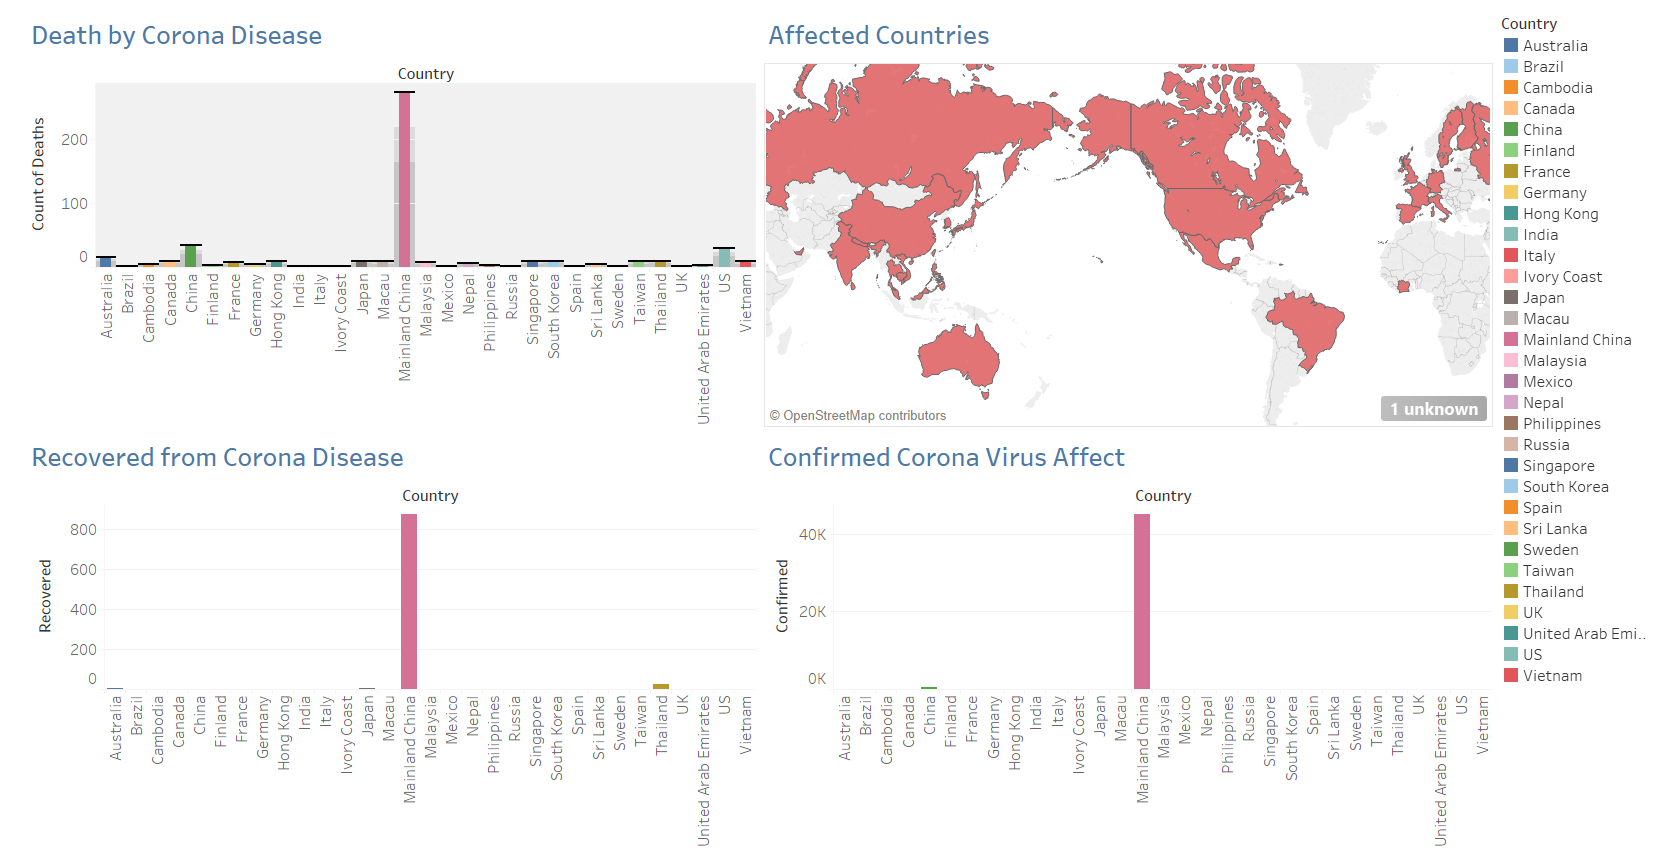 Death by Corona Disease
Country
Count of Deaths
200
100
0
Australia
Brazil
Cambodia
Canada
China
Finland
France
Germany
Hong Kong
India
Italy
Ivory Coast
Japan
Macau
Mainland China
Malaysia
Mexico
Nepal
Philippines
Russia
Singapore
South Korea
Spain
Sri Lanka
Sweden
Taiwan
Thailand
UK
United Arab Emirates
US
Vietnam
Affected Countries
© OpenStreetMap contributors
1 unknown
Recovered from Corona Disease
Country
Recovered
800
600
400
200
0
Australia
Brazil
Cambodia
Canada
China
Finland
France
Germany
Hong Kong
India
Italy
Ivory Coast
Japan
Macau
Mainland China
Malaysia
Mexico
Nepal
Philippines
Russia
Singapore
South Korea
Spain
Sri Lanka
Sweden
Taiwan
Thailand
UK
United Arab Emirates
US
Vietnam
Confirmed Corona Virus Affect
Country
Confirmed
40K
20K
0K
Australia
Brazil
Cambodia
Canada
China
Finland
France
Germany
Hong Kong
India
Italy
Ivory Coast
Japan
Macau
Mainland China
Malaysia
Mexico
Nepal
Philippines
Russia
Singapore
South Korea
Spain
Sri Lanka
Sweden
Taiwan
Thailand
UK
United Arab Emirates
US
Vietnam
Country
Australia
Brazil
Cambodia
Canada
China
Finland
France
Germany
Hong Kong
India
Italy
Ivory Coast
Japan
Macau
Mainland China
Malaysia
Mexico
Nepal
Philippines
Russia
Singapore
South Korea
Spain
Sri Lanka
Sweden
Taiwan
Thailand
UK
United Arab Emi..
US
Vietnam